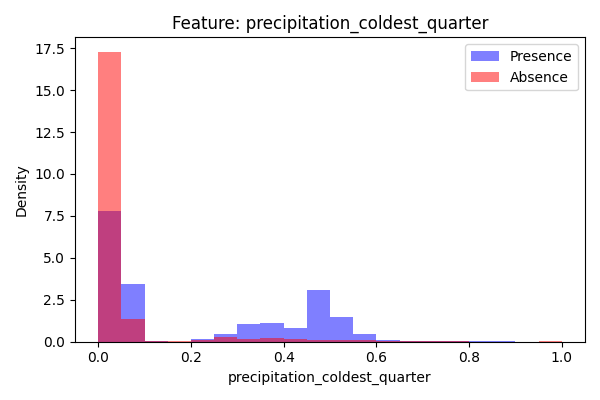 Feature: precipitation_coldest_quarter
Presence
Absence
Density
17.5
15.0
12.5
10.0
7.5
5.0
2.5
0.0
0.0 0.2 0.4 0.6 0.8 1.0
precipitation_coldest_quarter